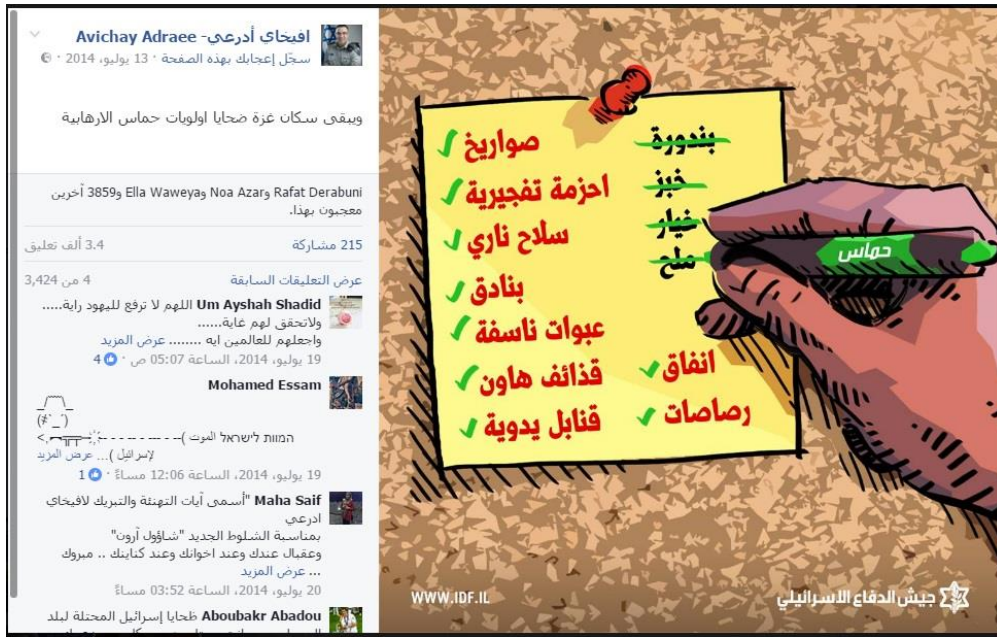 افيخاي أدرعي- Avichay Adraee
سجّل إعجابك بهذه الصفحة · 13 يوليو، 2014 ·
ويبقى سكان غزة ضحايا اولويات حماس الارهابية
Rafat Derabuni وNoa Azar وElla Waweya و3859 آخرين
معجبون بهذا.
215 مشاركة
3.4 ألف تعليق
عرض التعليقات السابقة
4 من 3,424
Um Ayshah Shadid اللهم لا ترفع لليهود راية.....
ولاتحقق لهم غاية......
واجعلهم للعالمين ايه ........ عرض المزيد
19 يوليو، 2014، الساعة 05:07 ص · 4
Mohamed Essam
המוות לישראל الموت
لإسرائيل )... عرض المزيد
19 يوليو، 2014، الساعة 12:06 مساءً · 1
Maha Saif "أسمى آيات التهنئة والتبريك لافيخاي
ادرعي
بمناسبة الشلوط الجديد "شاؤول آرون"
وعقبال عندك وعند اخوانك وعند كناينك .. مبروك
... عرض المزيد
20 يوليو، 2014، الساعة 03:52 مساءً
Aboubakr Abadou ظحايا إسرائيل المحتلة لبلد
بندورة
خبز
خيار
ملح
انفاق
رصاصات
صواريخ
احزمة تفجيرية
سلاح ناري
بنادق
عبوات ناسفة
قذائف هاون
قنابل يدوية
حماس
WWW.IDF.IL
جيش الدفاع الاسرائيلي